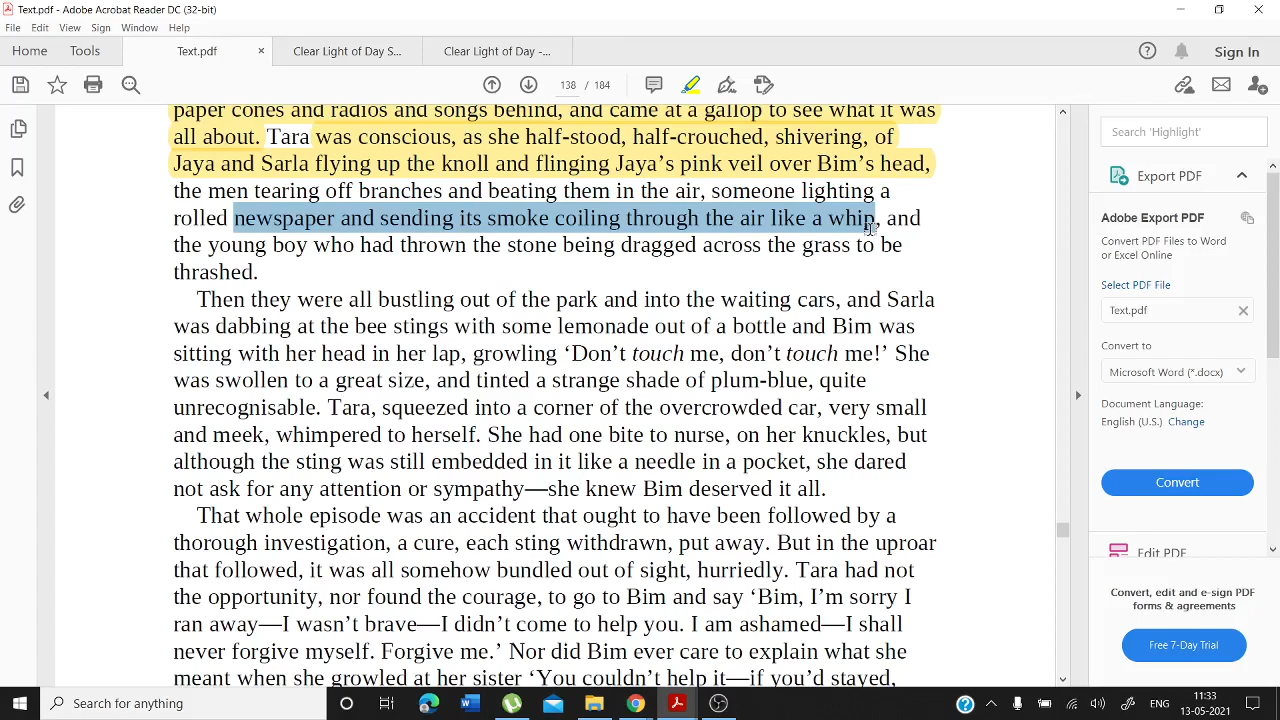 Text.pdf - Adobe Acrobat Reader DC (32-bit)
File Edit View Sign Window Help
Home Tools Text.pdf × Clear Light of Day S... Clear Light of Day -... Sign In
138 / 184
paper cones and radios and songs behind, and came at a gallop to see what it was
all about. Tara was conscious, as she half-stood, half-crouched, shivering, of
Jaya and Sarla flying up the knoll and flinging Jaya’s pink veil over Bim’s head,
the men tearing off branches and beating them in the air, someone lighting a
rolled newspaper and sending its smoke coiling through the air like a whip, and
the young boy who had thrown the stone being dragged across the grass to be
thrashed.
Then they were all bustling out of the park and into the waiting cars, and Sarla
was dabbing at the bee stings with some lemonade out of a bottle and Bim was
sitting with her head in her lap, growling ‘Don’t touch me, don’t touch me!’ She
was swollen to a great size, and tinted a strange shade of plum-blue, quite
unrecognisable. Tara, squeezed into a corner of the overcrowded car, very small
and meek, whimpered to herself. She had one bite to nurse, on her knuckles, but
although the sting was still embedded in it like a needle in a pocket, she dared
not ask for any attention or sympathy—she knew Bim deserved it all.
That whole episode was an accident that ought to have been followed by a
thorough investigation, a cure, each sting withdrawn, put away. But in the uproar
that followed, it was all somehow bundled out of sight, hurriedly. Tara had not
the opportunity, nor found the courage, to go to Bim and say ‘Bim, I’m sorry I
ran away—I wasn’t brave—I didn’t come to help you. I am ashamed—I shall
never forgive myself. Forgive me.’ Nor did Bim ever care to explain what she
meant when she growled at her sister ‘You couldn’t help it—if you’d stayed,
Search 'Highlight'
Export PDF
Adobe Export PDF
Convert PDF Files to Word
or Excel Online
Select PDF File
Text.pdf
Convert to
Microsoft Word (*.docx)
Document Language:
English (U.S.) Change
Convert
Edit PDF
Convert, edit and e-sign PDF
forms & agreements
Free 7-Day Trial
Search for anything
ENG
11:33
13-05-2021